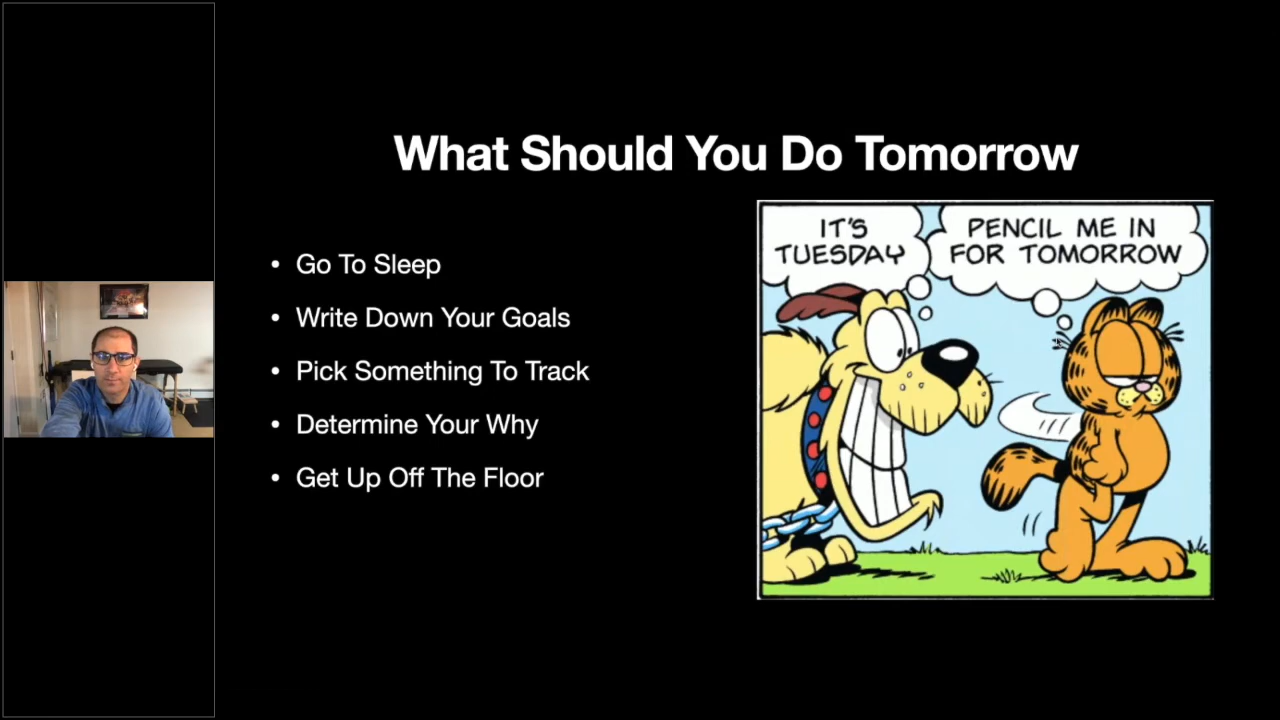 What Should You Do Tomorrow
• Go To Sleep
• Write Down Your Goals
• Pick Something To Track
• Determine Your Why
• Get Up Off The Floor
IT'S
TUESDAY
PENCIL ME IN
FOR TOMORROW